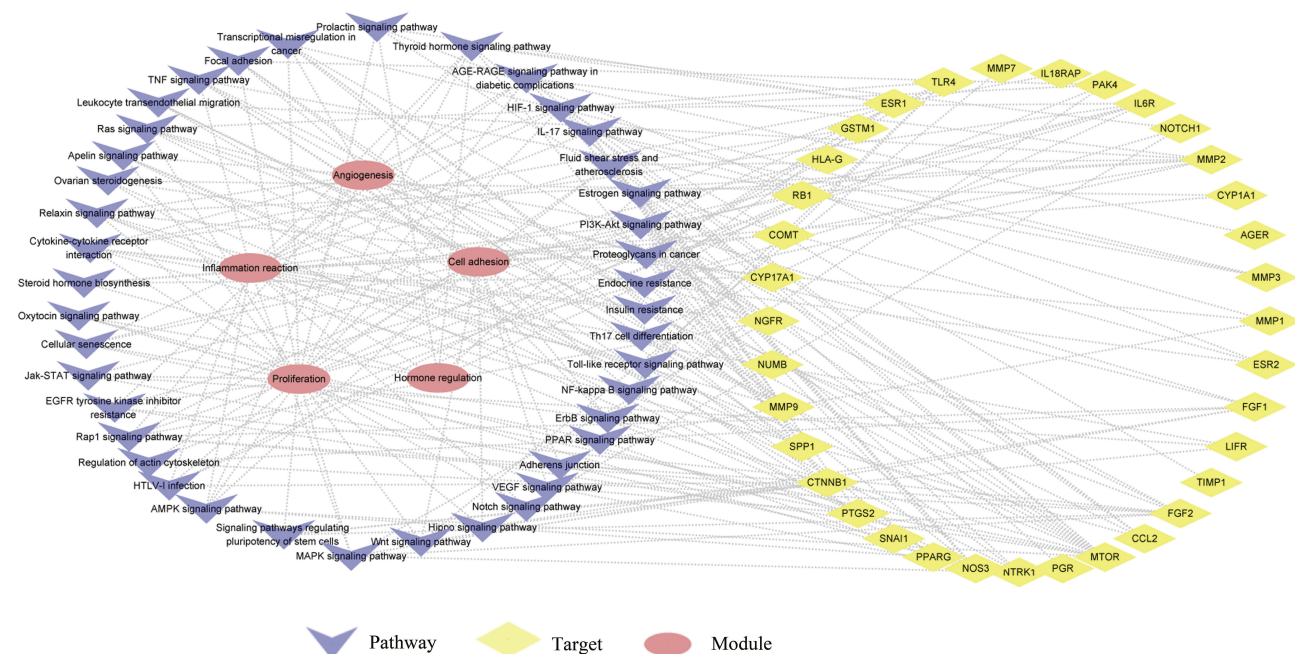 Prolactin signaling pathway
Transcriptional misregulation in
cancer
Thyroid hormone signaling pathway
Focal adhesion
AGE-RAGE signaling pathway in
diabetic complications
TNF signaling pathway
Leukocyte transendothelial migration
HIF-1 signaling pathway
Ras signaling pathway
IL-17 signaling pathway
Apelin signaling pathway
Fluid shear stress and
atherosclerosis
Ovarian steroidogenesis
Estrogen signaling pathway
Relaxin signaling pathway
PI3K-Akt signaling pathway
Cytokine-cytokine receptor
interaction
Proteoglycans in cancer
Steroid hormone biosynthesis
Endocrine resistance
Oxytocin signaling pathway
Insulin resistance
Cellular senescence
Th17 cell differentiation
Jak-STAT signaling pathway
Toll-like receptor signaling pathway
EGFR tyrosine kinase inhibitor
resistance
NF-kappa B signaling pathway
Rap1 signaling pathway
ErbB signaling pathway
PPAR signaling pathway
Regulation of actin cytoskeleton
Adherens junction
HTLV-I infection
VEGF signaling pathway
AMPK signaling pathway
Notch signaling pathway
Signaling pathways regulating
pluripotency of stem cells
Hippo signaling pathway
Wnt signaling pathway
MAPK signaling pathway
Angiogenesis
Inflammation reaction
Cell adhesion
Proliferation
Hormone regulation
MMP7
IL18RAP
TLR4
PAK4
ESR1
IL6R
GSTM1
NOTCH1
HLA-G
MMP2
RB1
CYP1A1
COMT
AGER
CYP17A1
MMP3
NGFR
MMP1
NUMB
ESR2
MMP9
FGF1
SPP1
LIFR
CTNNB1
TIMP1
PTGS2
FGF2
SNAI1
CCL2
PPARG
MTOR
NOS3
NTRK1
PGR
Pathway
Target
Module